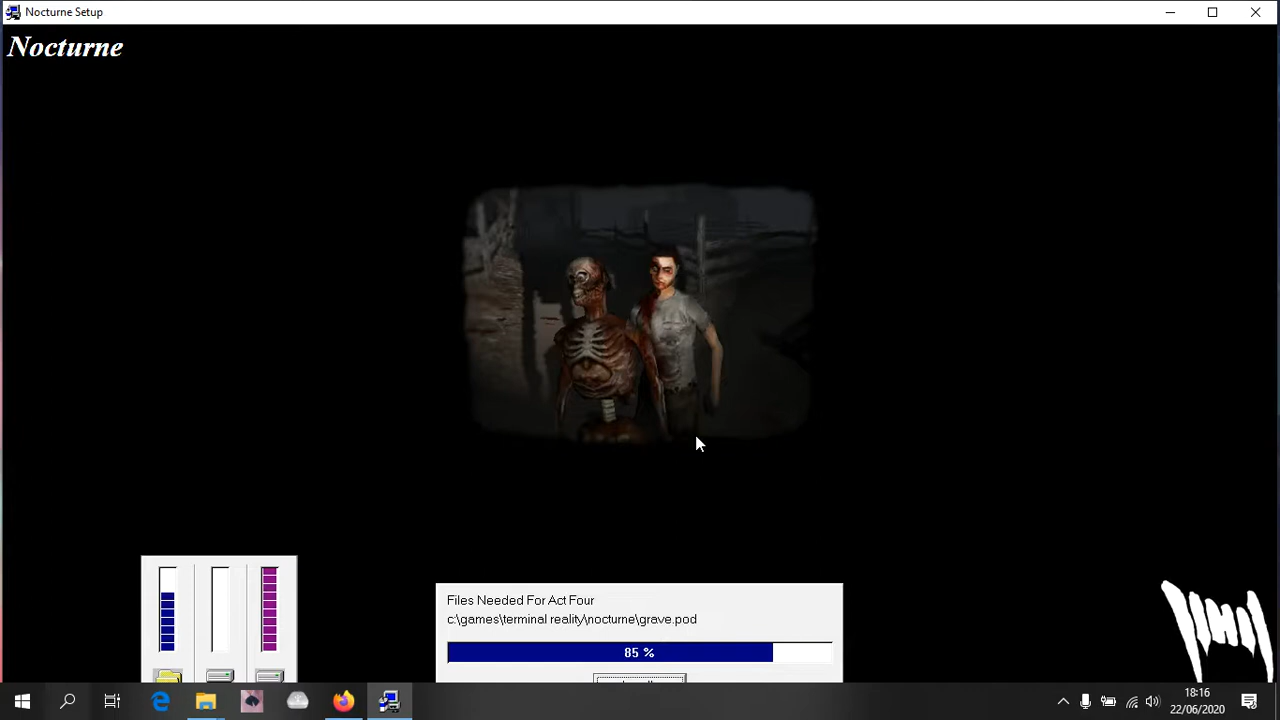 Nocturne Setup
Nocturne
Files Needed For Act Four
c:\games\terminal reality\nocturne\grave.pod
85 %
18:16
22/06/2020